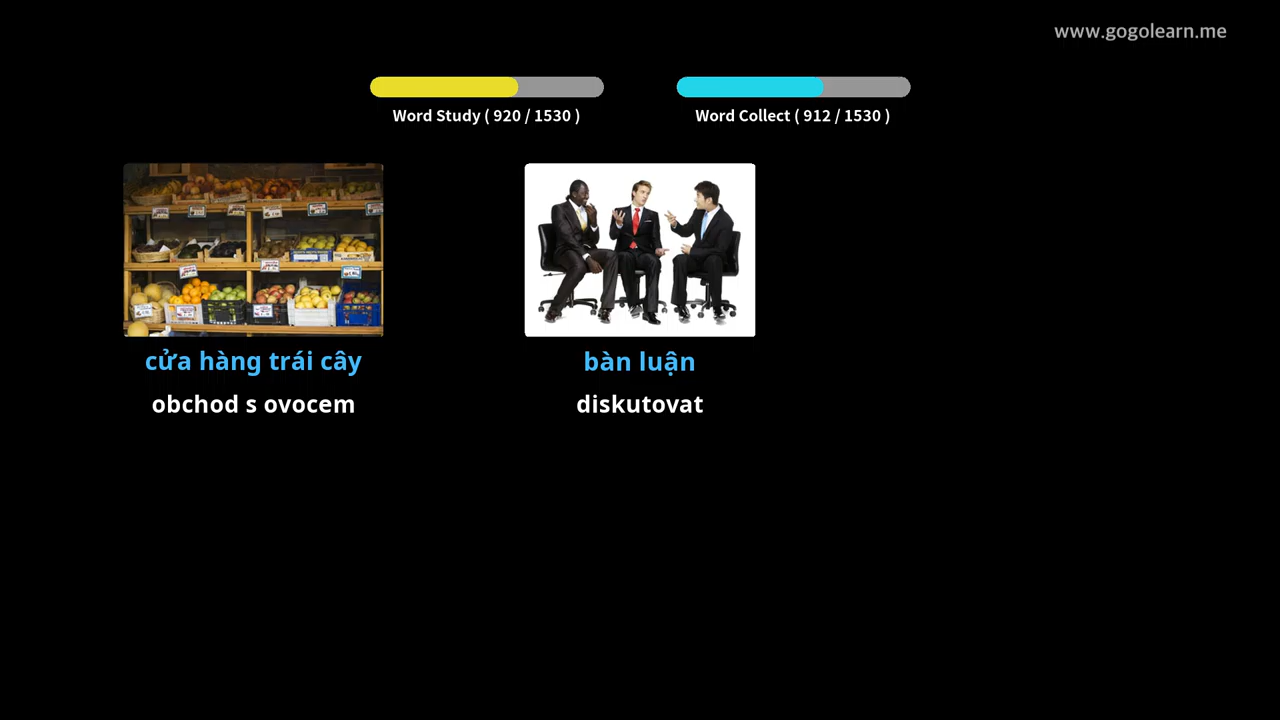 www.gogolearn.me
Word Study ( 920 / 1530 )
Word Collect ( 912 / 1530 )
cửa hàng trái cây
obchod s ovocem
bàn luận
diskutovat